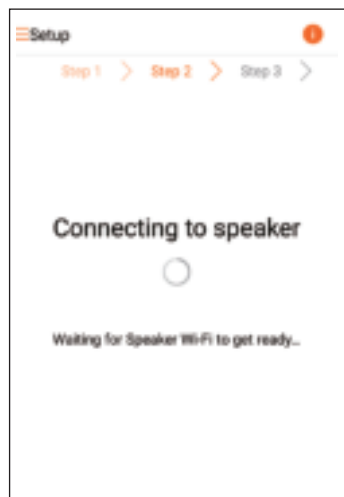 Setup
Step 1 Step 2 Step 3
Connecting to speaker
Waiting for Speaker Wi-Fi to get ready...